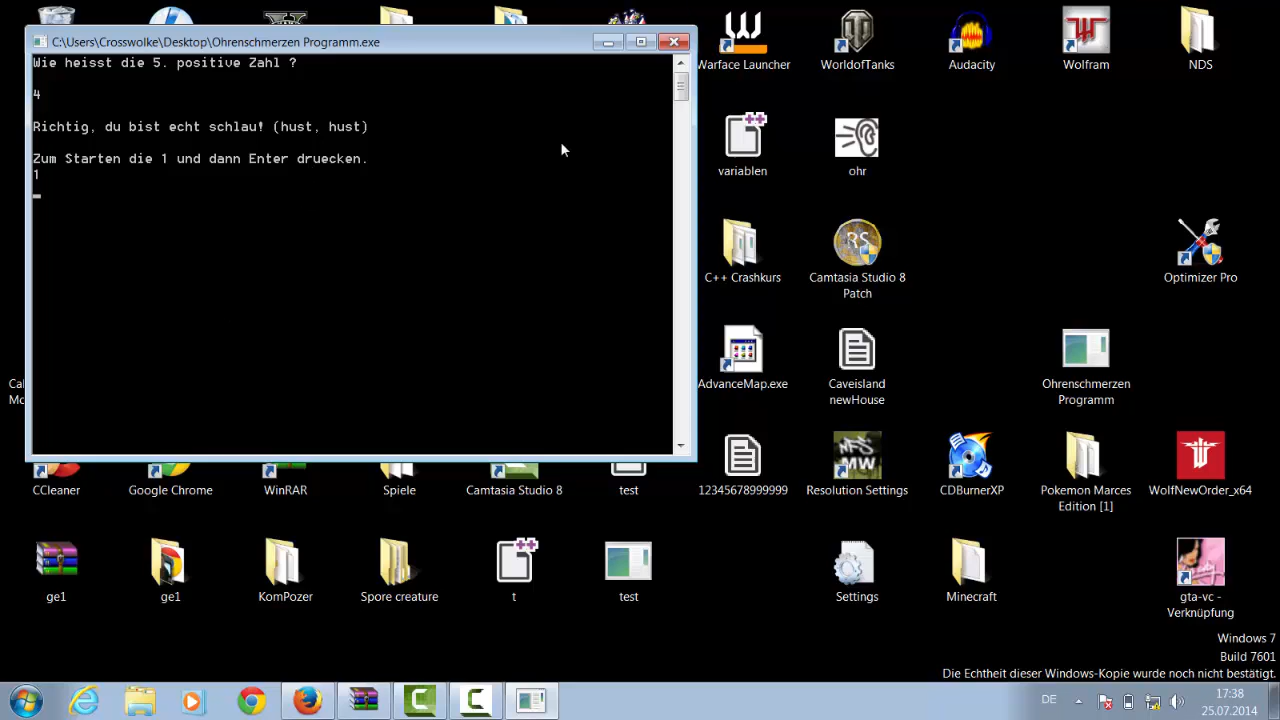 C:\Users\Crosswolke\Desktop\Ohrenschmerzen Programm.exe
Wie heisst die 5. positive Zahl ?
4
Richtig, du bist echt schlau! (hust, hust)
Zum Starten die 1 und dann Enter druecken.
1
Warface Launcher
WorldofTanks
Audacity
Wolfram
NDS
variablen
ohr
C++ Crashkurs
Camtasia Studio 8
Patch
Optimizer Pro
AdvanceMap.exe
Caveisland
newHouse
Ohrenschmerzen
Programm
CCleaner
Google Chrome
WinRAR
Spiele
Camtasia Studio 8
test
12345678999999
Resolution Settings
CDBurnerXP
Pokemon Marces
Edition [1]
WolfNewOrder_x64
ge1
ge1
KomPozer
Spore creature
t
test
Settings
Minecraft
gta-vc -
Verknüpfung
Windows 7
Build 7601
Die Echtheit dieser Windows-Kopie wurde noch nicht bestätigt.
DE
17:38
25.07.2014